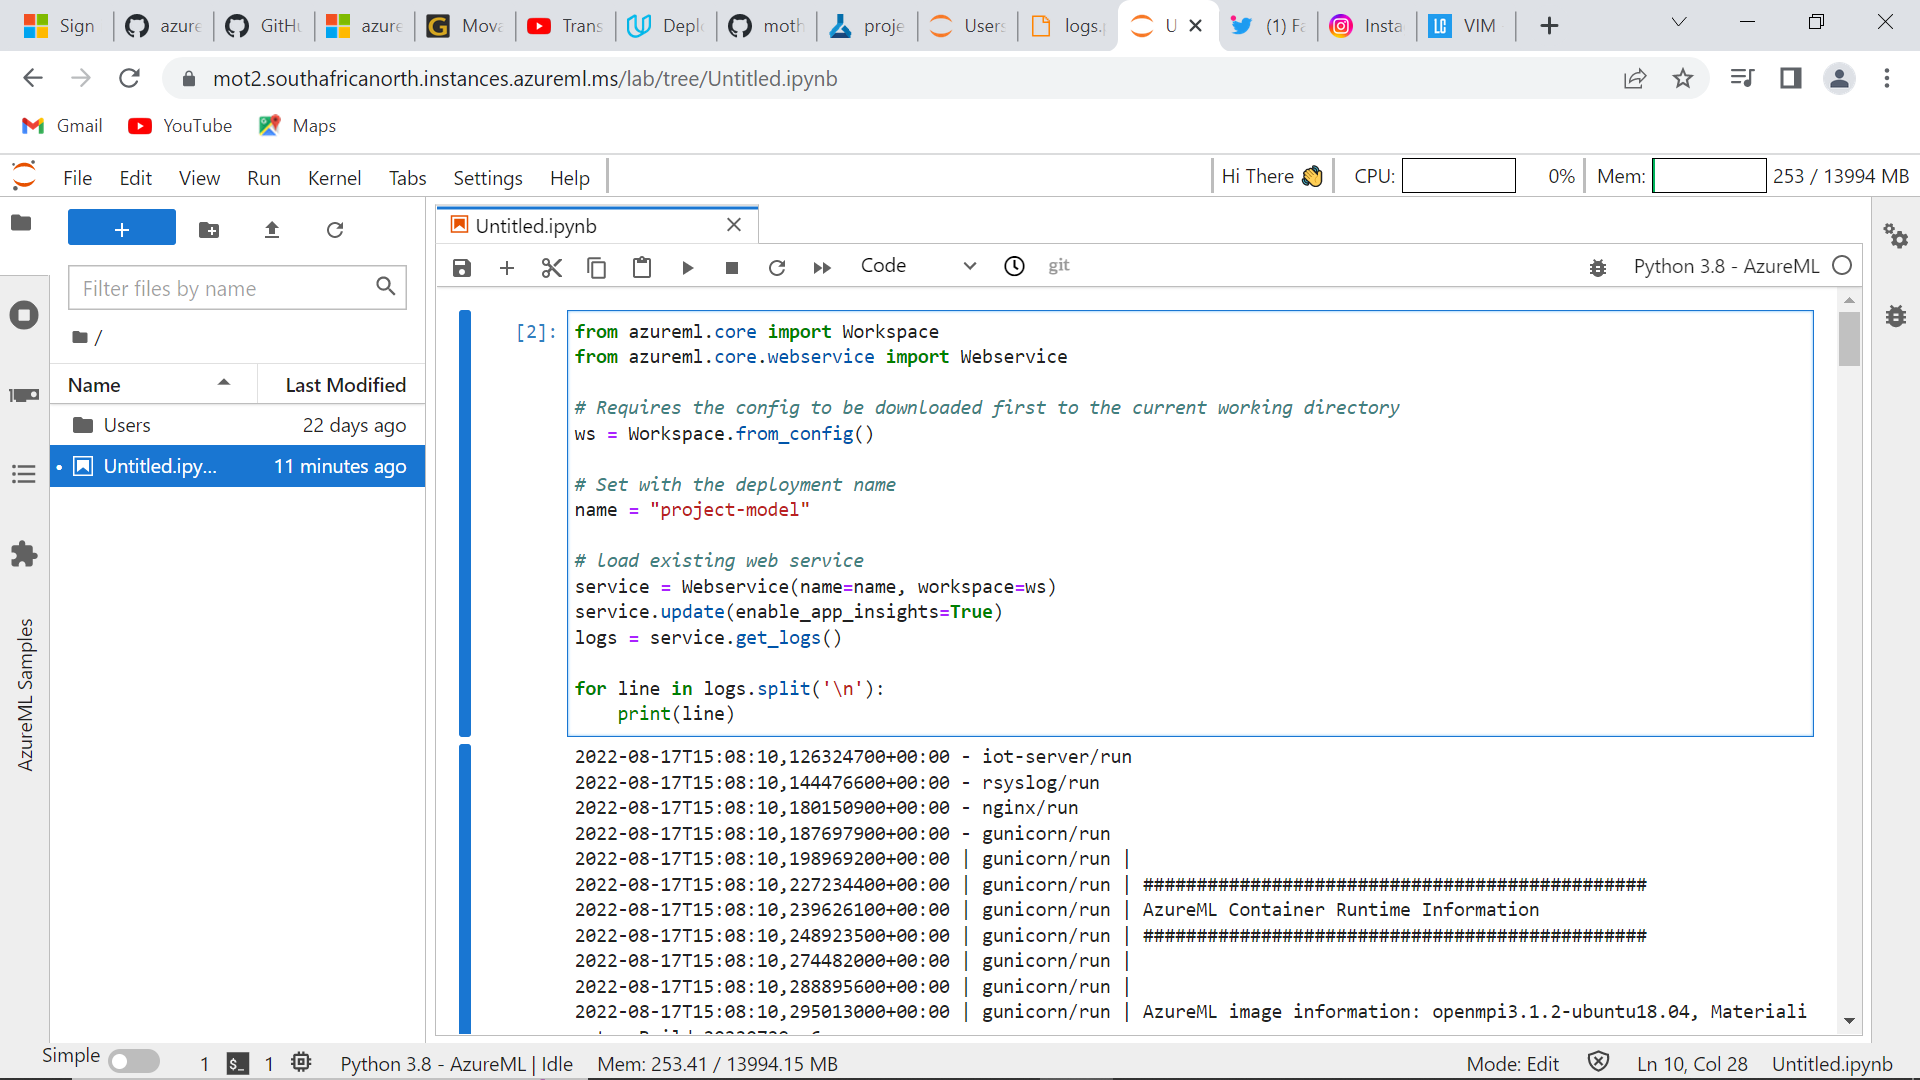 Sign
azure
GitHu
azure
Mova
Trans
Deplo
moth
proje
Users
logs.p
U
(1) Fa
Insta
VIM
mot2.southafricanorth.instances.azureml.ms/lab/tree/Untitled.ipynb
Gmail YouTube Maps
File Edit View Run Kernel Tabs Settings Help
Hi There 👋 CPU: 0% Mem: 253 / 13994 MB
Untitled.ipynb
Code git Python 3.8 - AzureML
Filter files by name
/
Name Last Modified
Users 22 days ago
Untitled.ipy... 11 minutes ago
AzureML Samples
[2]:
from azureml.core import Workspace
from azureml.core.webservice import Webservice
# Requires the config to be downloaded first to the current working directory
ws = Workspace.from_config()
# Set with the deployment name
name = "project-model"
# load existing web service
service = Webservice(name=name, workspace=ws)
service.update(enable_app_insights=True)
logs = service.get_logs()
for line in logs.split('\n'):
    print(line)
2022-08-17T15:08:10,126324700+00:00 - iot-server/run
2022-08-17T15:08:10,144476600+00:00 - rsyslog/run
2022-08-17T15:08:10,180150900+00:00 - nginx/run
2022-08-17T15:08:10,187697900+00:00 - gunicorn/run
2022-08-17T15:08:10,198969200+00:00 | gunicorn/run |
2022-08-17T15:08:10,227234400+00:00 | gunicorn/run | ###############################################
2022-08-17T15:08:10,239626100+00:00 | gunicorn/run | AzureML Container Runtime Information
2022-08-17T15:08:10,248923500+00:00 | gunicorn/run | ###############################################
2022-08-17T15:08:10,274482000+00:00 | gunicorn/run |
2022-08-17T15:08:10,288895600+00:00 | gunicorn/run |
2022-08-17T15:08:10,295013000+00:00 | gunicorn/run | AzureML image information: openmpi3.1.2-ubuntu18.04, Materiali
Simple 1 1 Python 3.8 - AzureML | Idle Mem: 253.41 / 13994.15 MB Mode: Edit Ln 10, Col 28 Untitled.ipynb